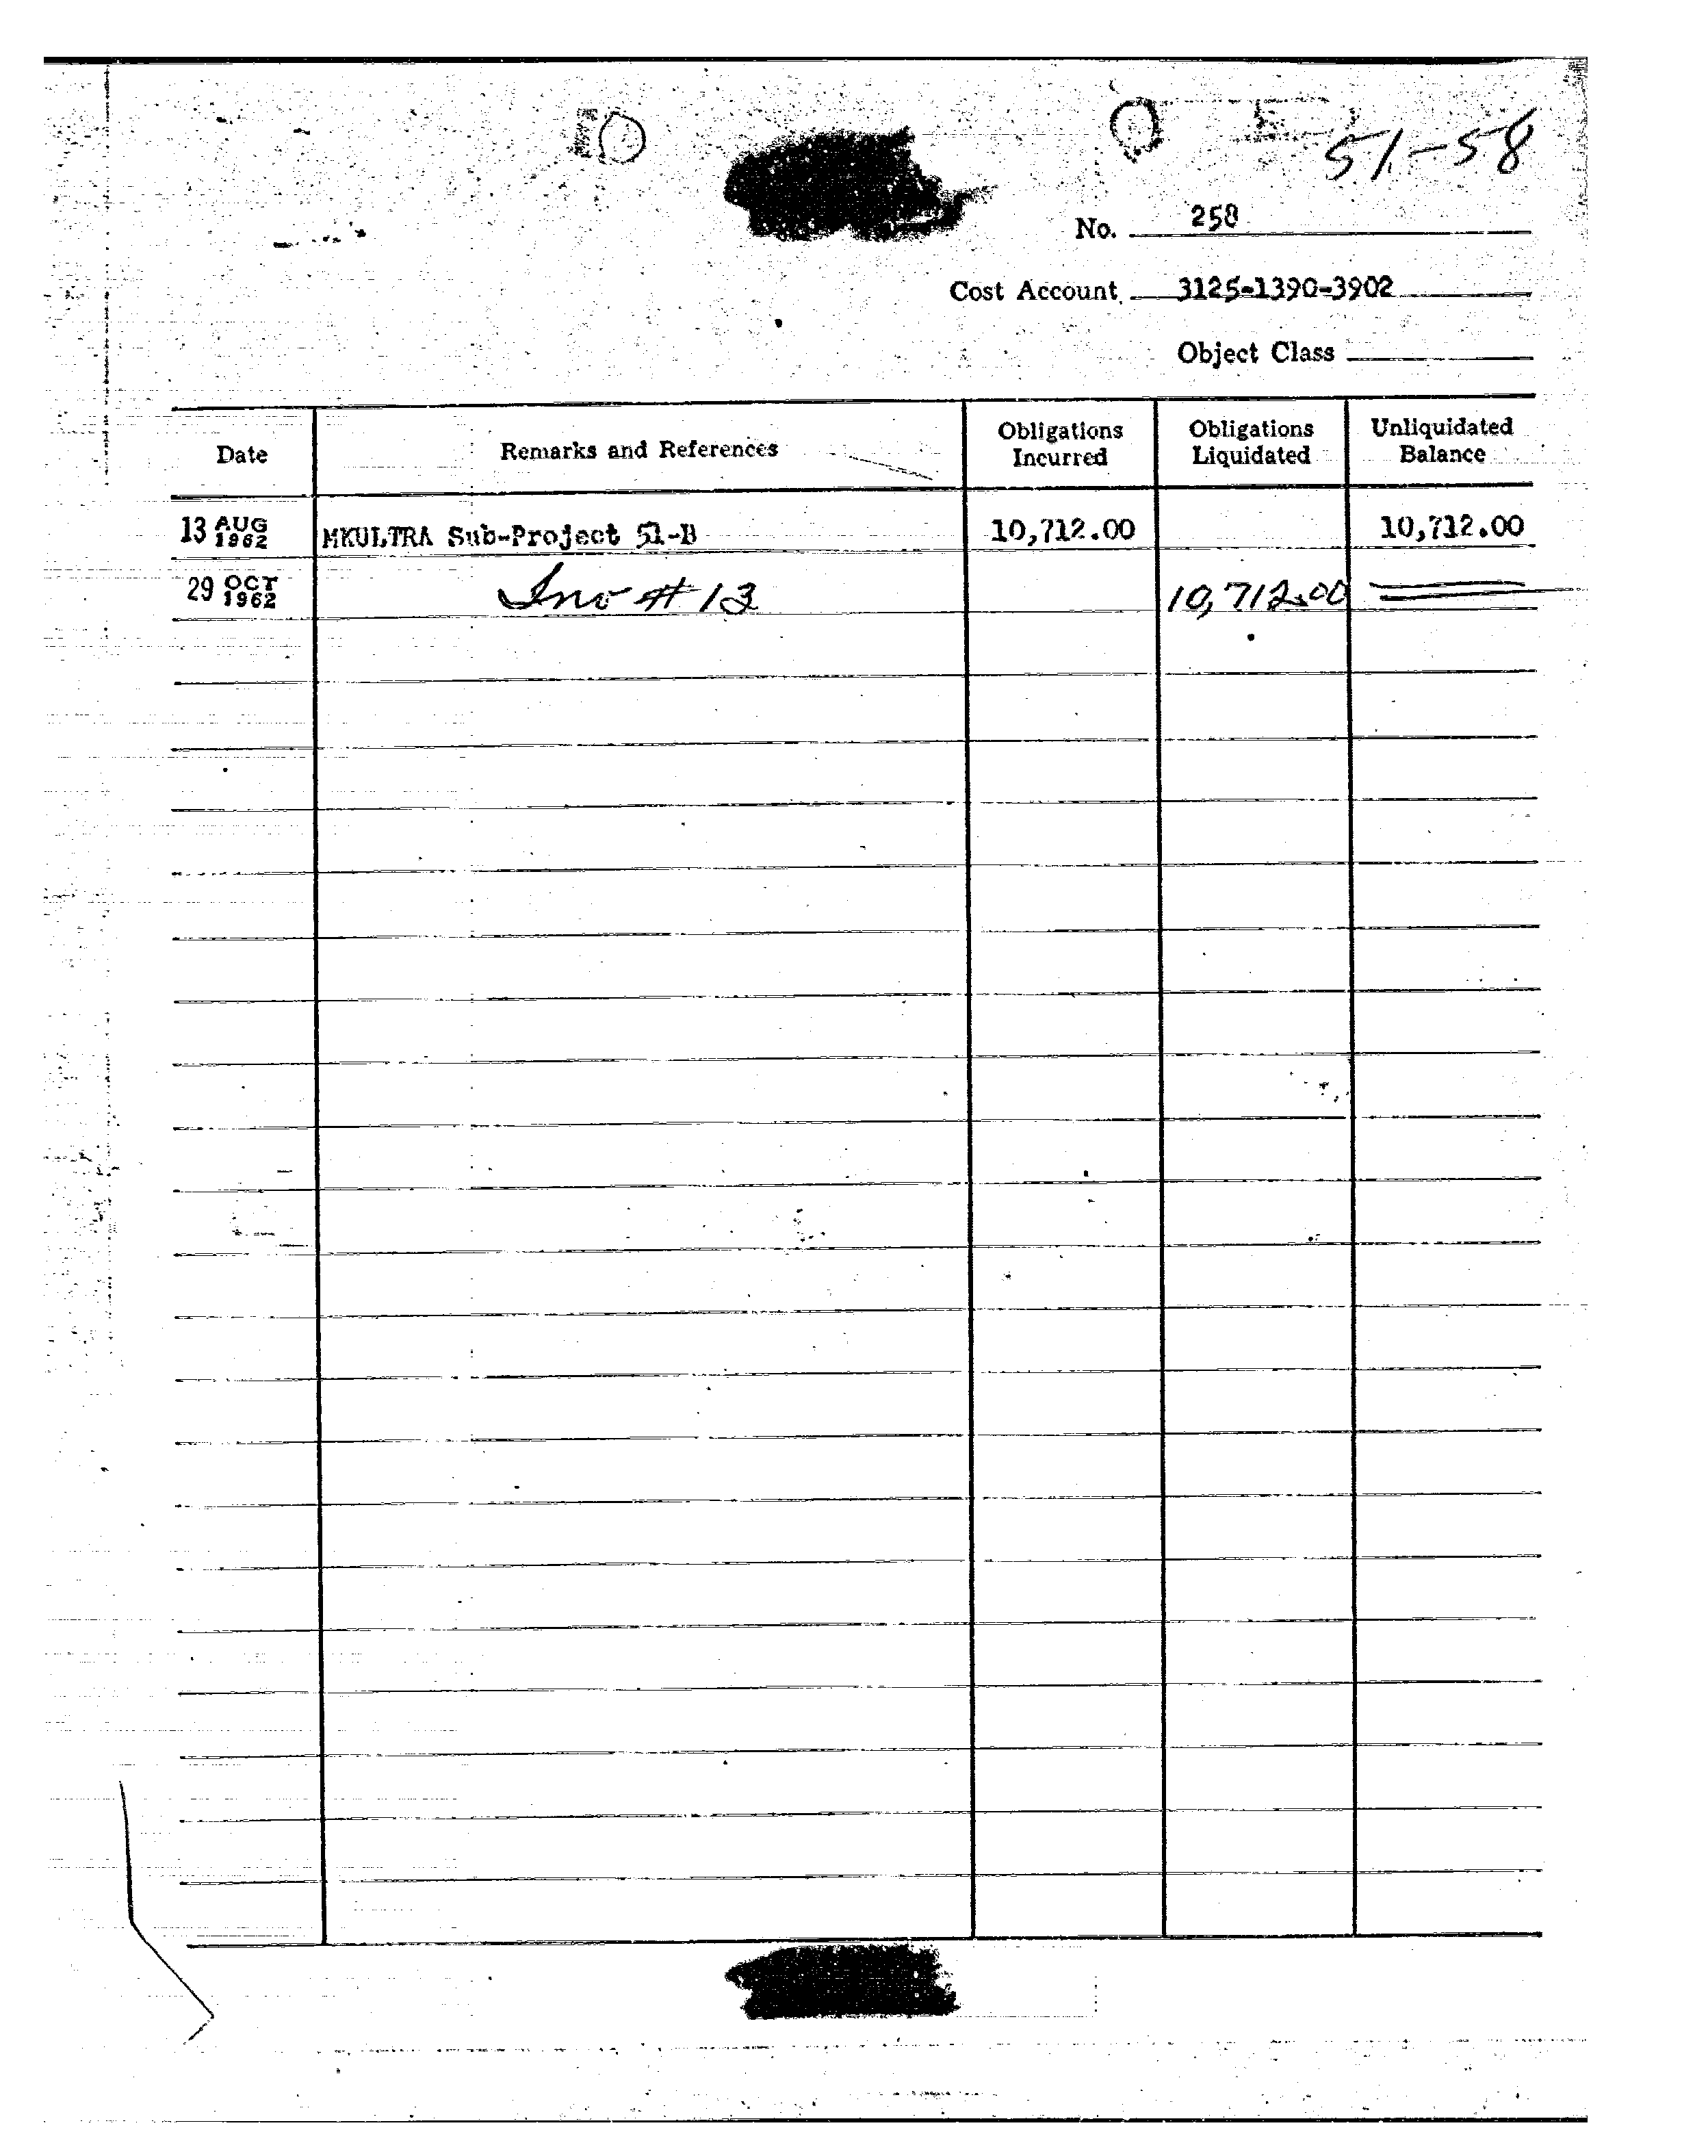 51-58
No. 258
Cost Account 3125-1390-3902
Object Class
Date Remarks and References Obligations Incurred Obligations Liquidated Unliquidated Balance
13 AUG 1962 MKULTRA Sub-Project 51-B 10,712.00 10,712.00
29 OCT 1962 Inv # 13 10,712.00